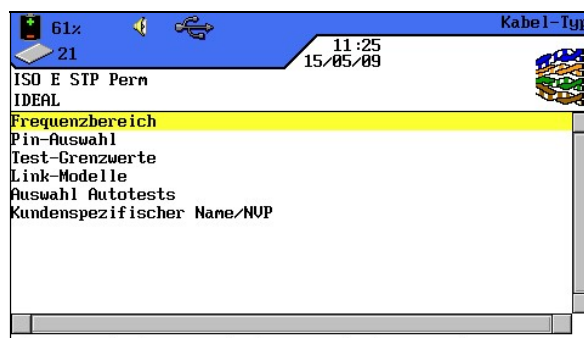 61%
Kabel-Typ
21
11:25
15/05/09
ISO E STP Perm
IDEAL
Frequenzbereich
Pin-Auswahl
Test-Grenzwerte
Link-Modelle
Auswahl Autotests
Kundenspezifischer Name/NVP